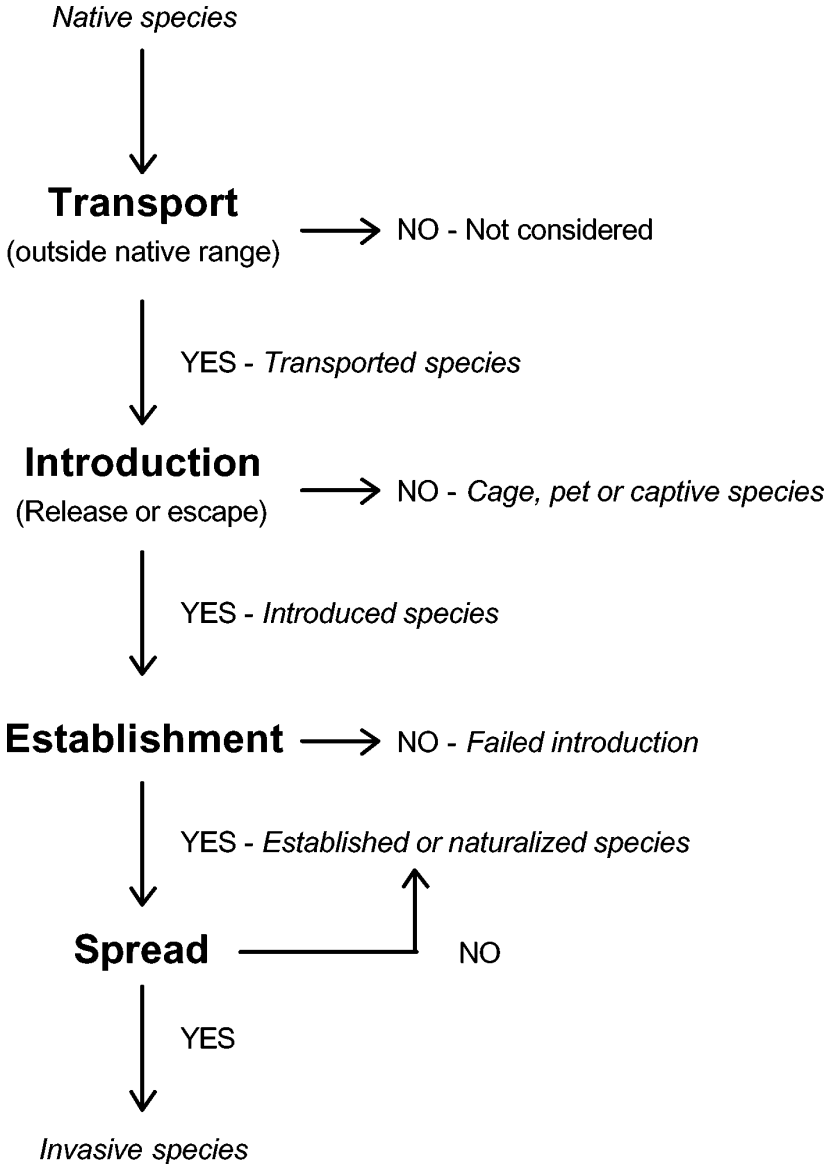 Native species
Transport
(outside native range)
NO - Not considered
YES - Transported species
Introduction
(Release or escape)
NO - Cage, pet or captive species
YES - Introduced species
Establishment
NO - Failed introduction
YES - Established or naturalized species
Spread
NO
YES
Invasive species